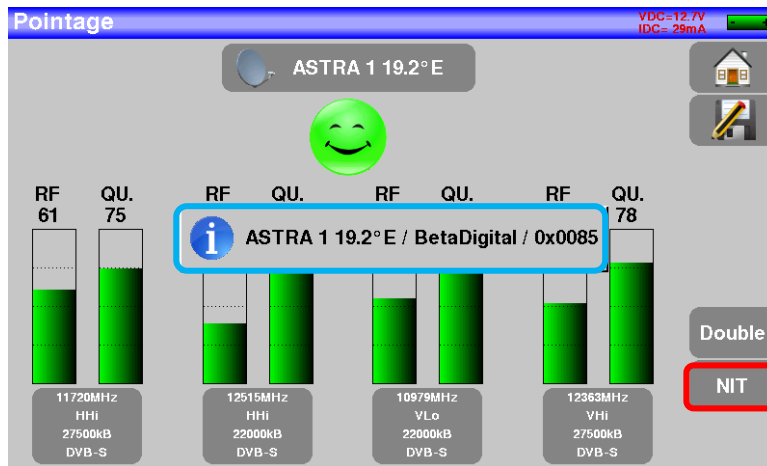 Pointage
VDC=12.7V
IDC= 29mA
ASTRA 1 19.2°E
RF QU. RF QU. RF QU. RF QU.
61 75 78
i ASTRA 1 19.2°E / BetaDigital / 0x0085
Double
NIT
11720MHz
HHi
27500kB
DVB-S
12515MHz
HHi
22000kB
DVB-S
10979MHz
VLo
22000kB
DVB-S
12363MHz
VHi
27500kB
DVB-S